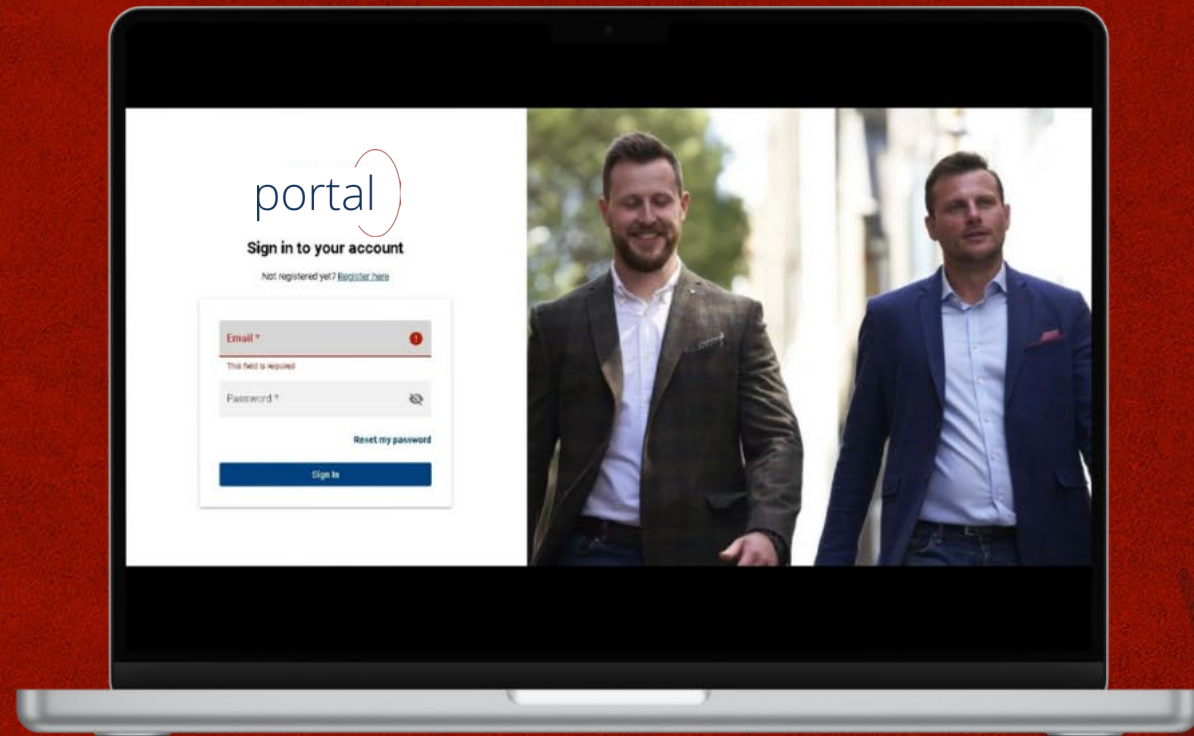 portal
Sign in to your account
Not registered yet? Register here
Email *
This field is required
Password *
Reset my password
Sign In